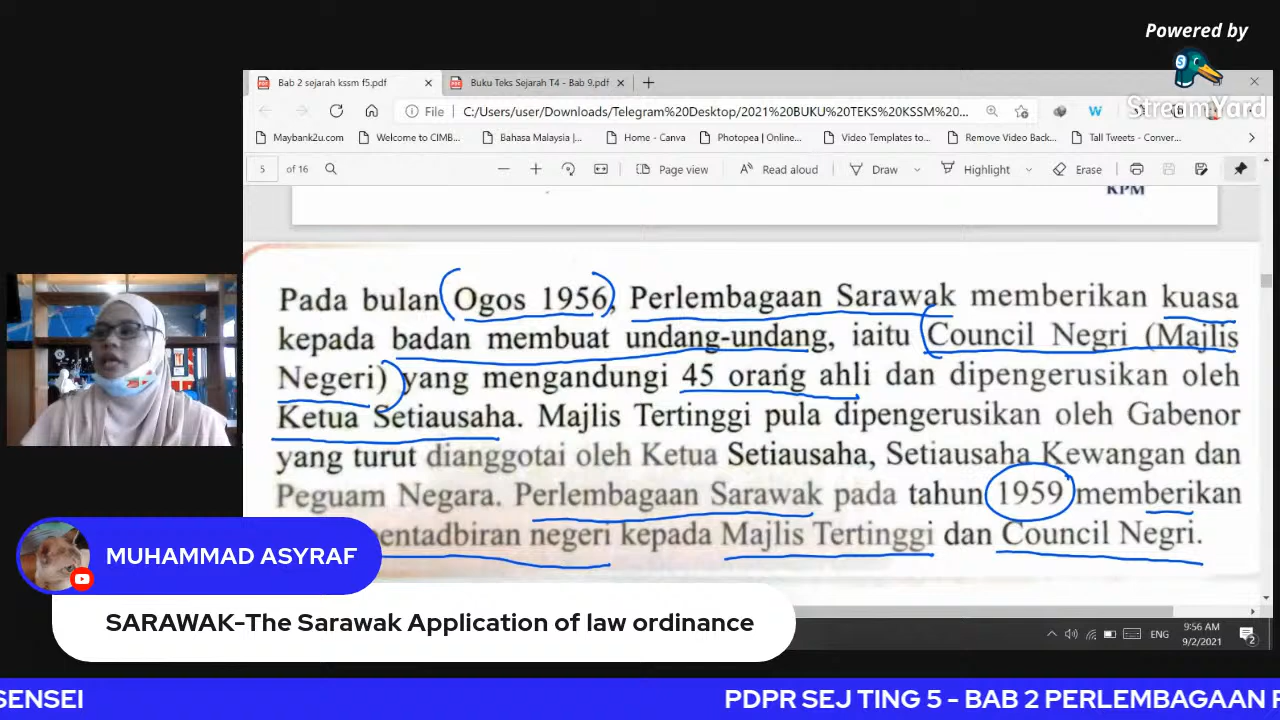 Powered by
StreamYard
Bab 2 sejarah kssm f5.pdf
Buku Teks Sejarah T4 - Bab 9.pdf
File
C:/Users/user/Downloads/Telegram%20Desktop/2021%20BUKU%20TEKS%20KSSM%20...
Maybank2u.com
Welcome to CIMB...
Bahasa Malaysia |...
Home - Canva
Photopea | Online...
Video Templates to...
Remove Video Back...
Tall Tweets - Conver...
5 of 16
Page view
Read aloud
Draw
Highlight
Erase
KPM
Pada bulan Ogos 1956, Perlembagaan Sarawak memberikan kuasa
kepada badan membuat undang-undang, iaitu Council Negri (Majlis
Negeri) yang mengandungi 45 orang ahli dan dipengerusikan oleh
Ketua Setiausaha. Majlis Tertinggi pula dipengerusikan oleh Gabenor
yang turut dianggotai oleh Ketua Setiausaha, Setiausaha Kewangan dan
Peguam Negara. Perlembagaan Sarawak pada tahun 1959 memberikan
entadbiran negeri kepada Majlis Tertinggi dan Council Negri.
MUHAMMAD ASYRAF
SARAWAK-The Sarawak Application of law ordinance
ENG
9:56 AM
9/2/2021
2
SENSEI
PDPR SEJ TING 5 - BAB 2 PERLEMBAGAAN